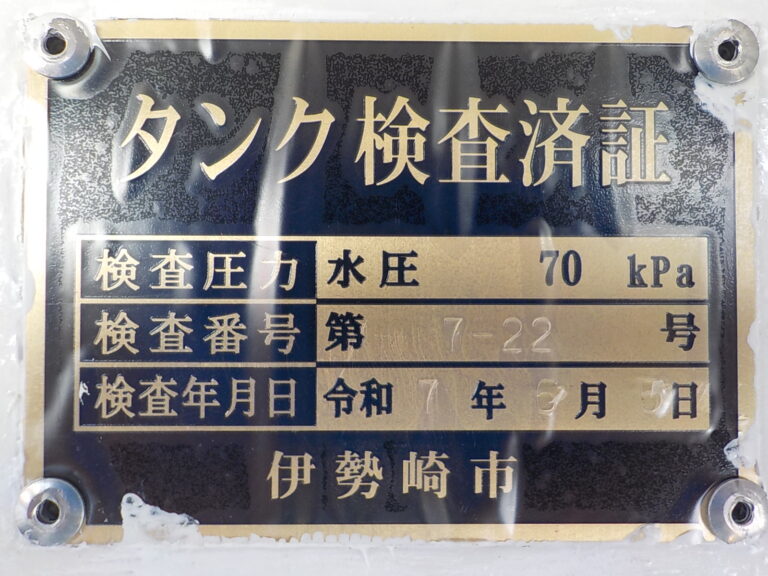 タンク検査済証
検査圧力 水圧 70 kPa
検査番号 第 7-22 号
検査年月日 令和 7 年 月 日
伊勢崎市